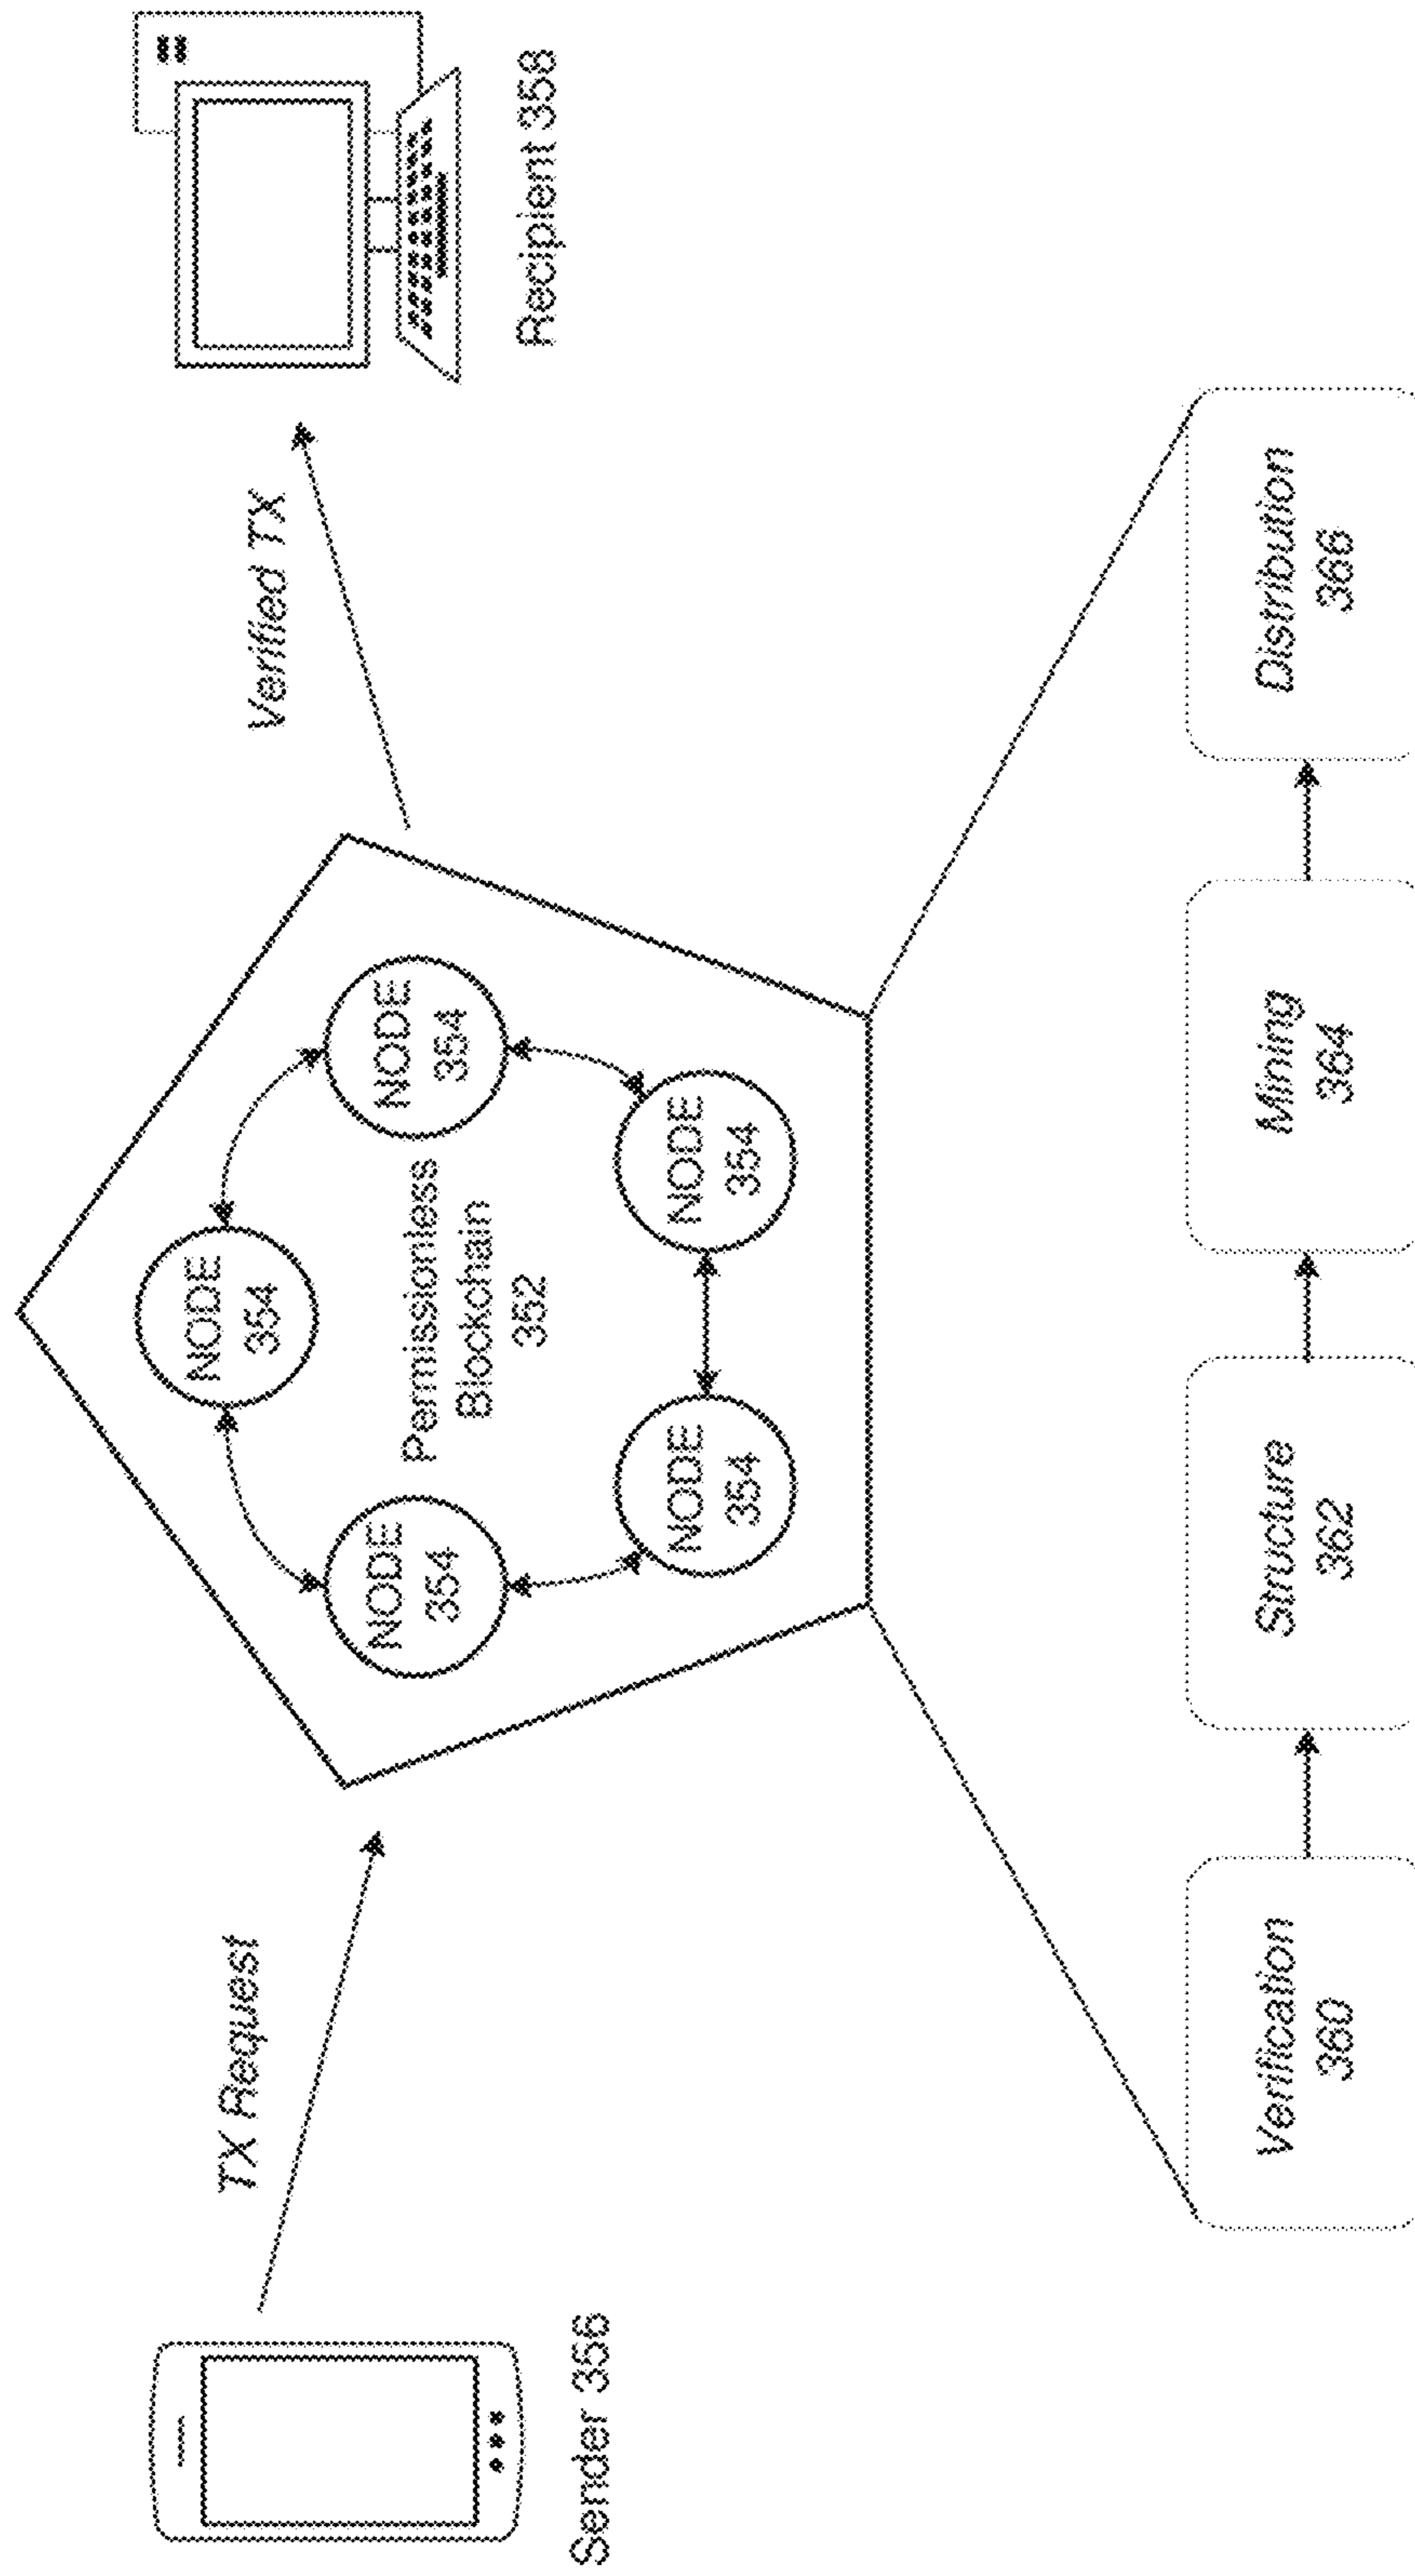 TX Request
Verified TX
Sender 356
Recipient 358
NODE
354
NODE
354
NODE
354
Permissionless
Blockchain
352
NODE
354
NODE
354
Verification
360
Structure
362
Mining
364
Distribution
366